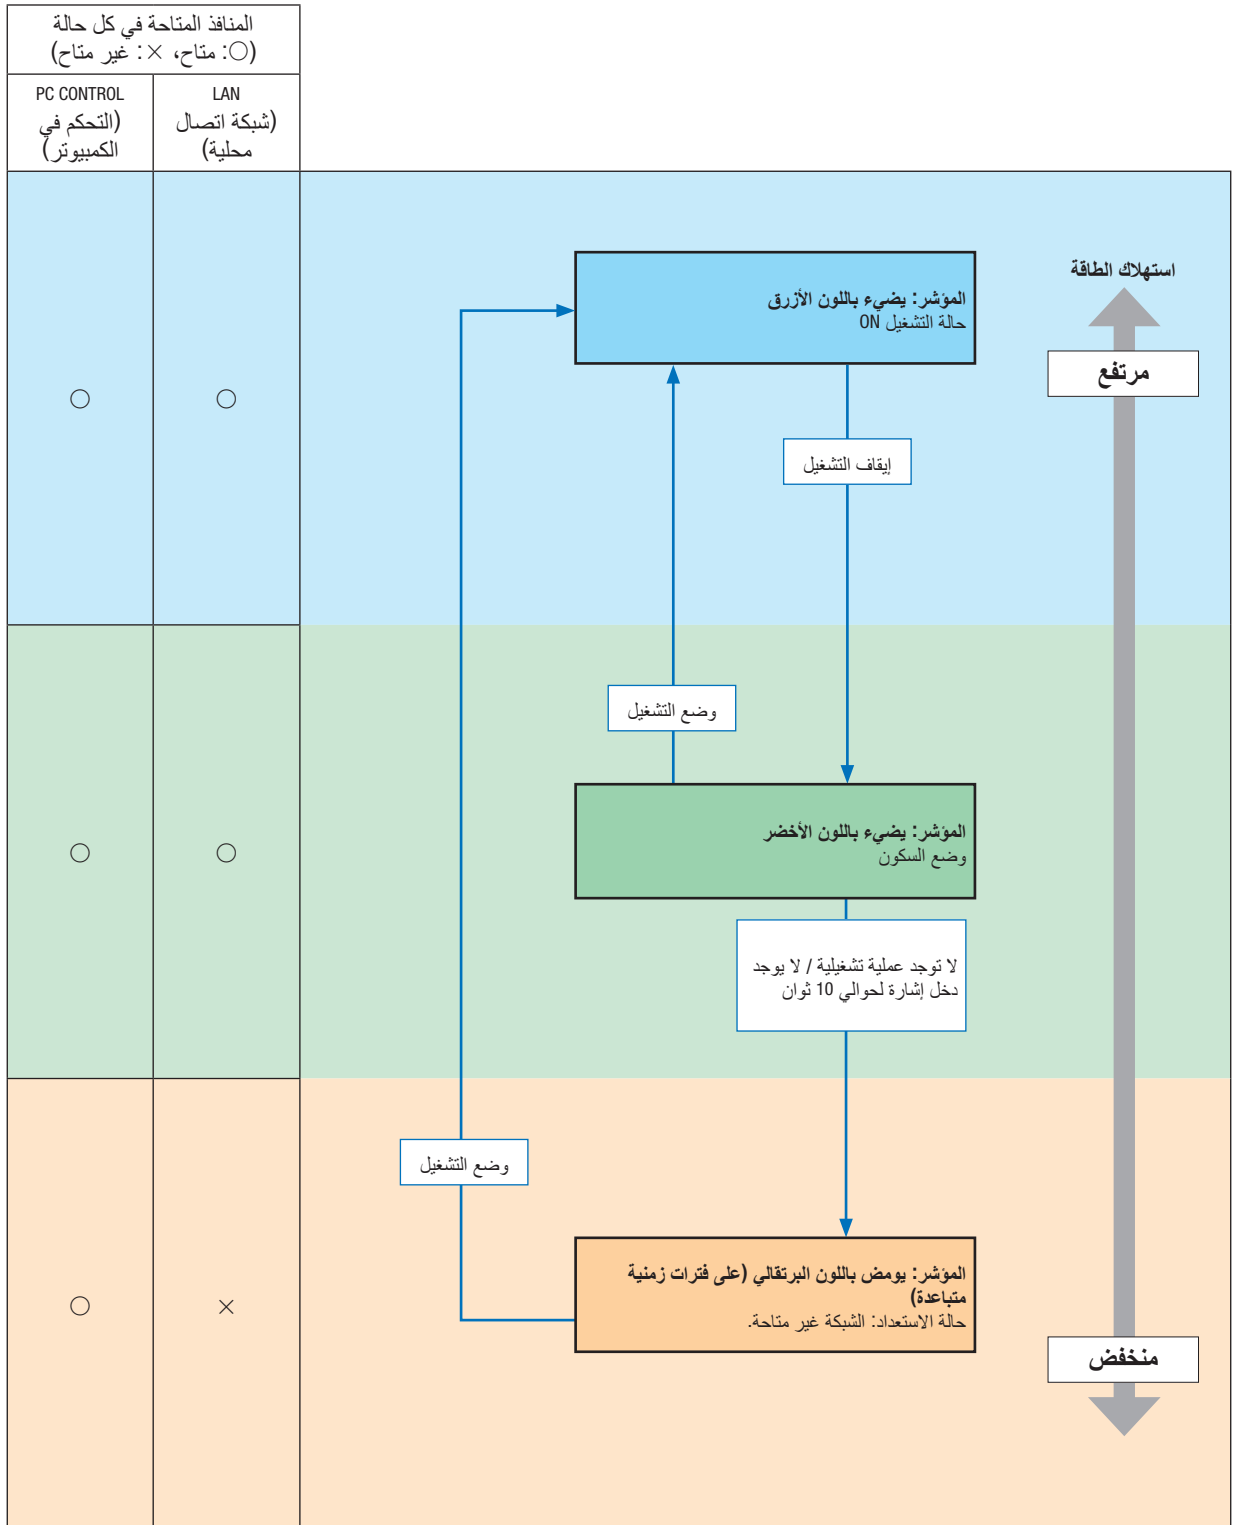 المنافذ المتاحة في كل حالة
(○: متاح، ×: غير متاح)
LAN
(شبكة اتصال
محلية)
PC CONTROL
(التحكم في
الكمبيوتر)
استهلاك الطاقة
مرتفع
المؤشر: يضيء باللون الأزرق
حالة التشغيل ON
○
○
إيقاف التشغيل
وضع التشغيل
المؤشر: يضيء باللون الأخضر
وضع السكون
○
○
لا توجد عملية تشغيلية / لا يوجد
دخل إشارة لحوالي 10 ثوان
وضع التشغيل
المؤشر: يومض باللون البرتقالي (على فترات زمنية
متباعدة)
حالة الاستعداد: الشبكة غير متاحة.
×
○
منخفض